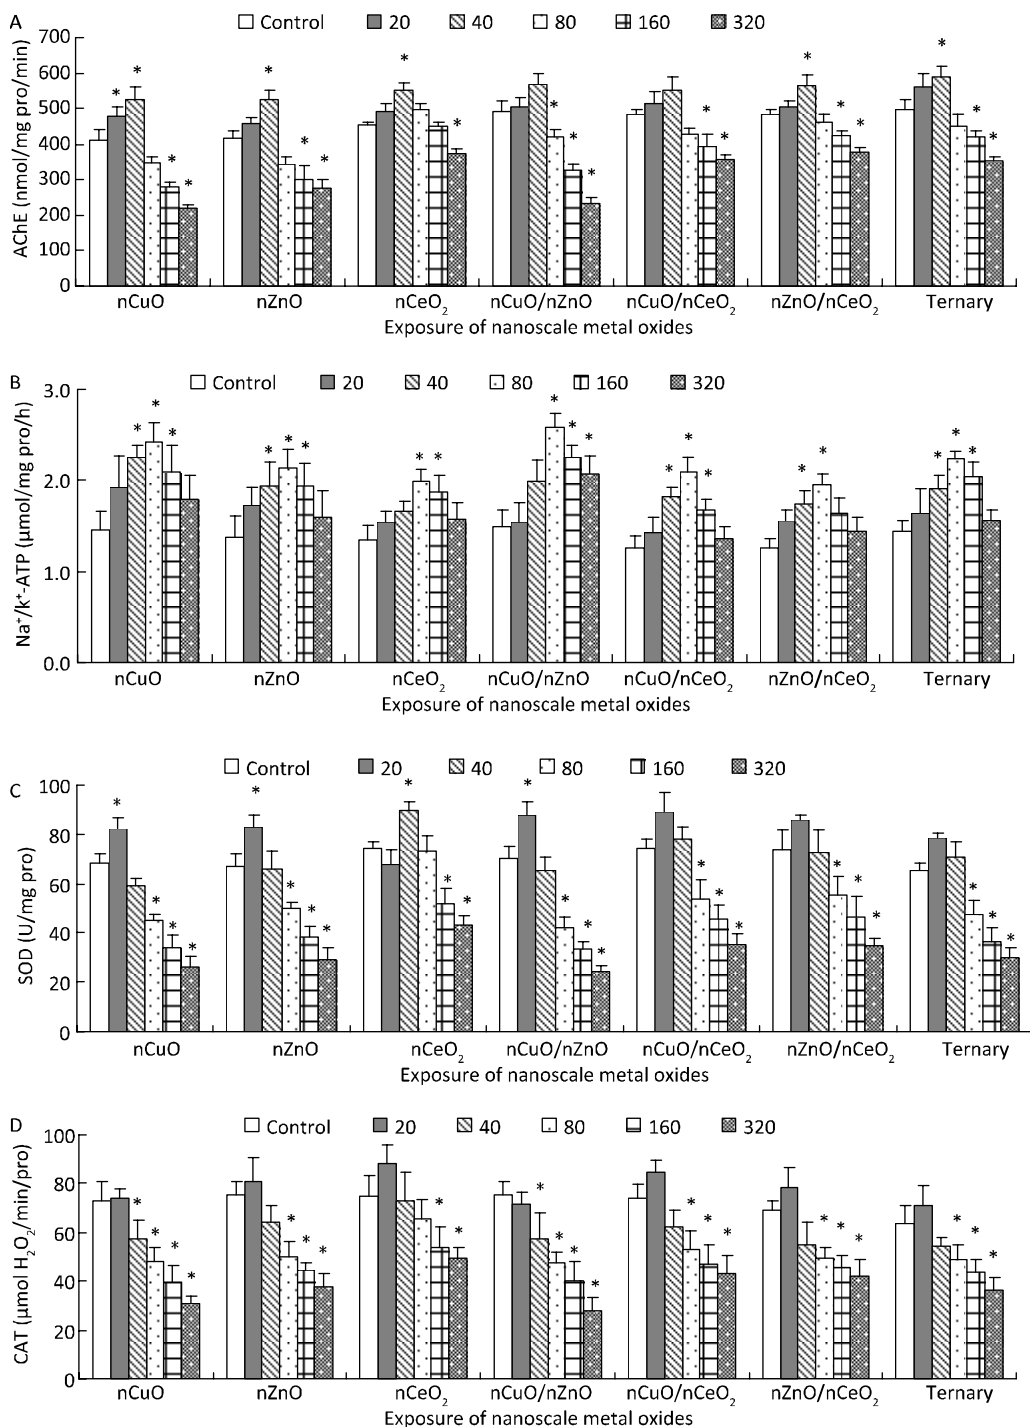 A
Control 20 40 80 160 320
700
600
500
400
300
200
100
0
AChE (nmol/mg pro/min)
* * * * * * * * * * * * * * * * * * * * *
nCuO nZnO nCeO2 nCuO/nZnO nCuO/nCeO2 nZnO/nCeO2 Ternary
Exposure of nanoscale metal oxides
B
Control 20 40 80 160 320
3.0
2.0
1.0
0.0
Na+/k+-ATP (μmol/mg pro/h)
* * * * * * * * * * * * * * * * * * *
nCuO nZnO nCeO2 nCuO/nZnO nCuO/nCeO2 nZnO/nCeO2 Ternary
Exposure of nanoscale metal oxides
C
Control 20 40 80 160 320
100
80
60
40
20
0
SOD (U/mg pro)
* * * * * * * * * * * * * * * * * * * * * * * *
nCuO nZnO nCeO2 nCuO/nZnO nCuO/nCeO2 nZnO/nCeO2 Ternary
Exposure of nanoscale metal oxides
D
Control 20 40 80 160 320
100
80
60
40
20
0
CAT (μmol H2O2/min/pro)
* * * * * * * * * * * * * * * * * * * * * *
nCuO nZnO nCeO2 nCuO/nZnO nCuO/nCeO2 nZnO/nCeO2 Ternary
Exposure of nanoscale metal oxides